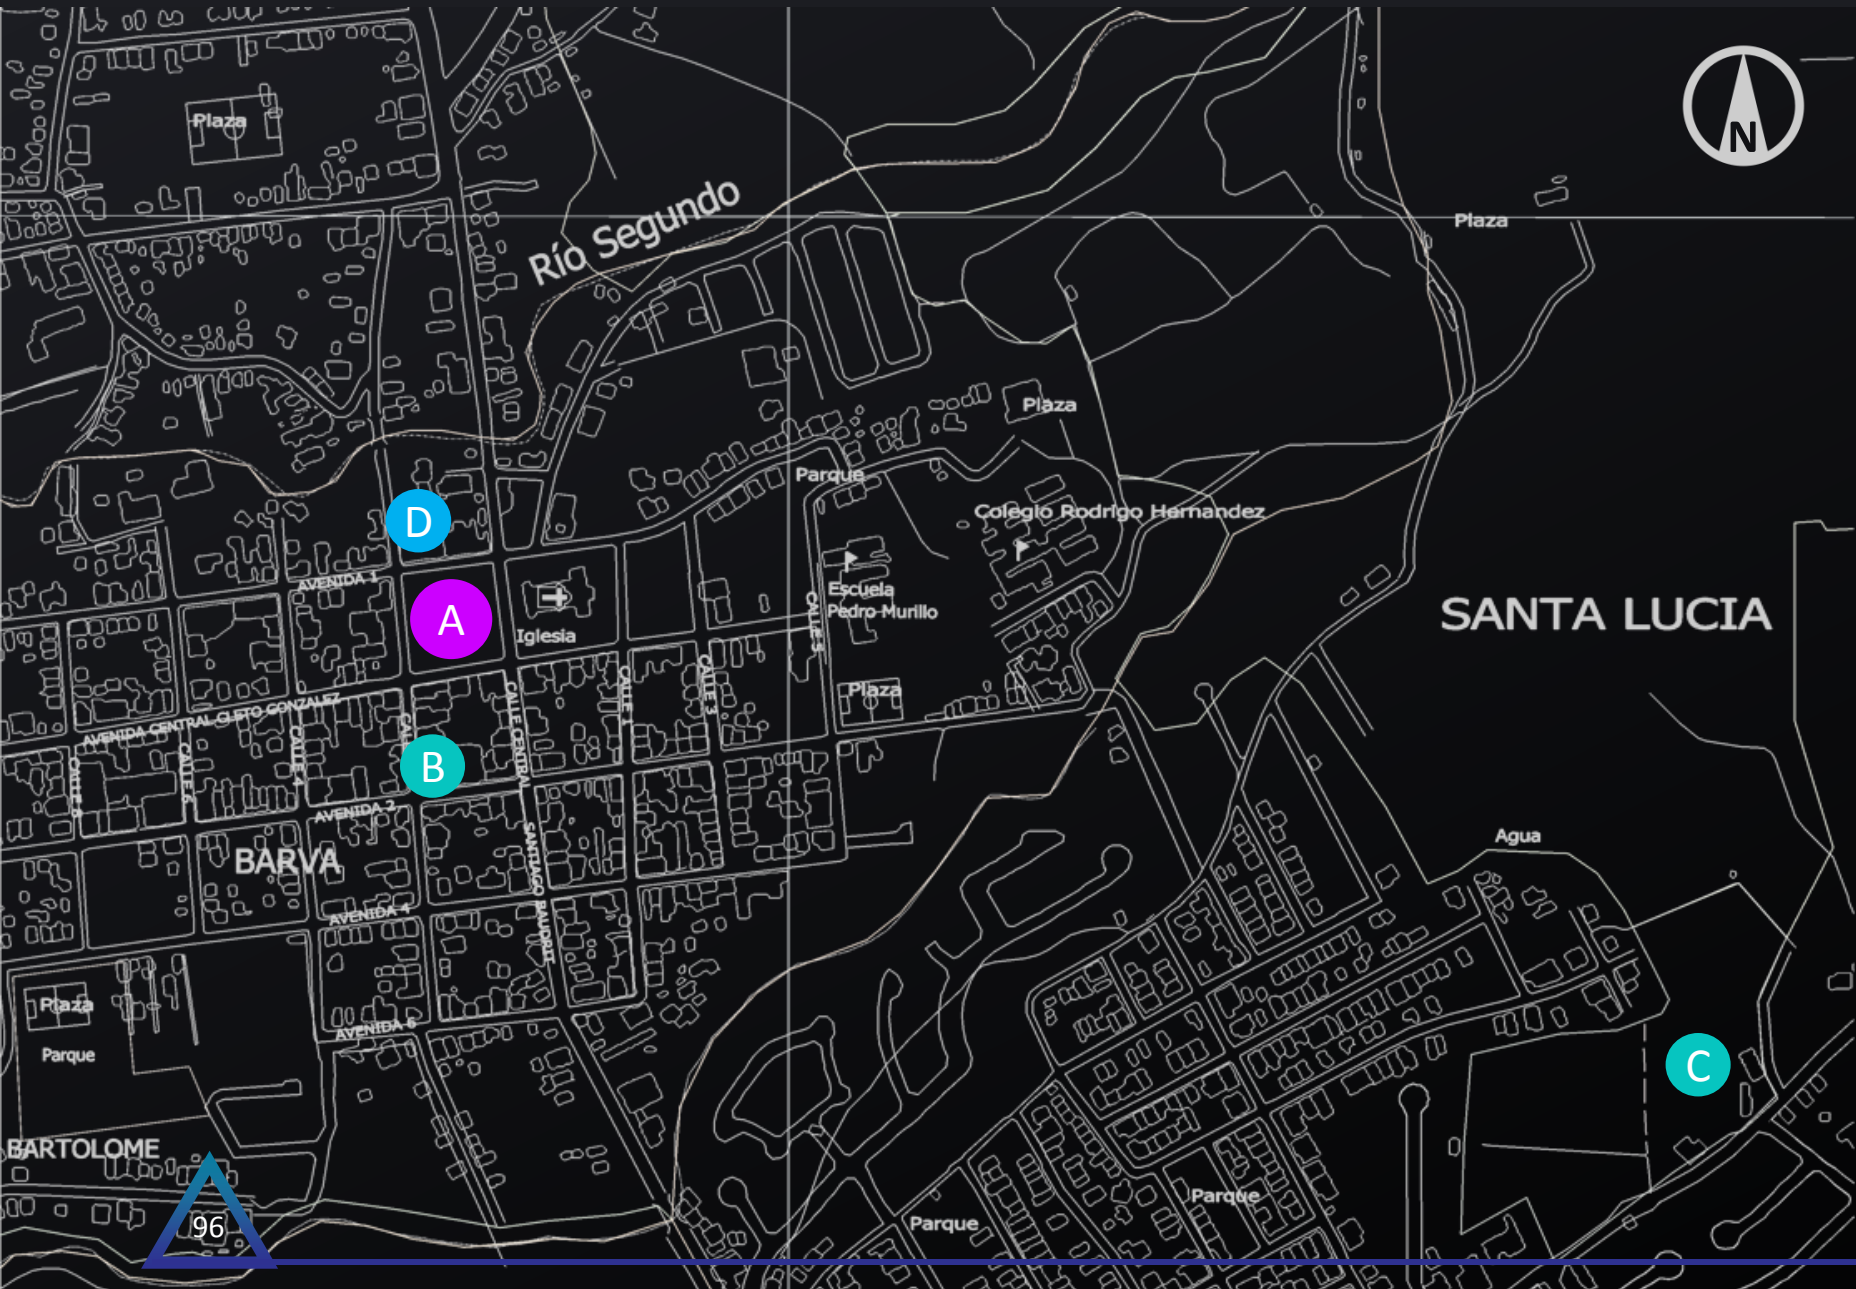 Plaza
N
Río Segundo
Plaza
Plaza
Parque
Colegio Rodrigo Hernandez
D
AVENIDA 1
A
Iglesia
Escuela
Pedro Murillo
CALLE 5
SANTA LUCIA
Plaza
CALLE 1
CALLE 3
AVENIDA CENTRAL CLETO GONZALEZ
CALLE CENTRAL
CALLE 8
CALLE 6
CALLE 4
B
AVENIDA 2
Agua
BARVA
SANTIAGO BAUDRIT
AVENIDA 4
Plaza
AVENIDA 6
Parque
C
BARTOLOME
Parque
Parque
96